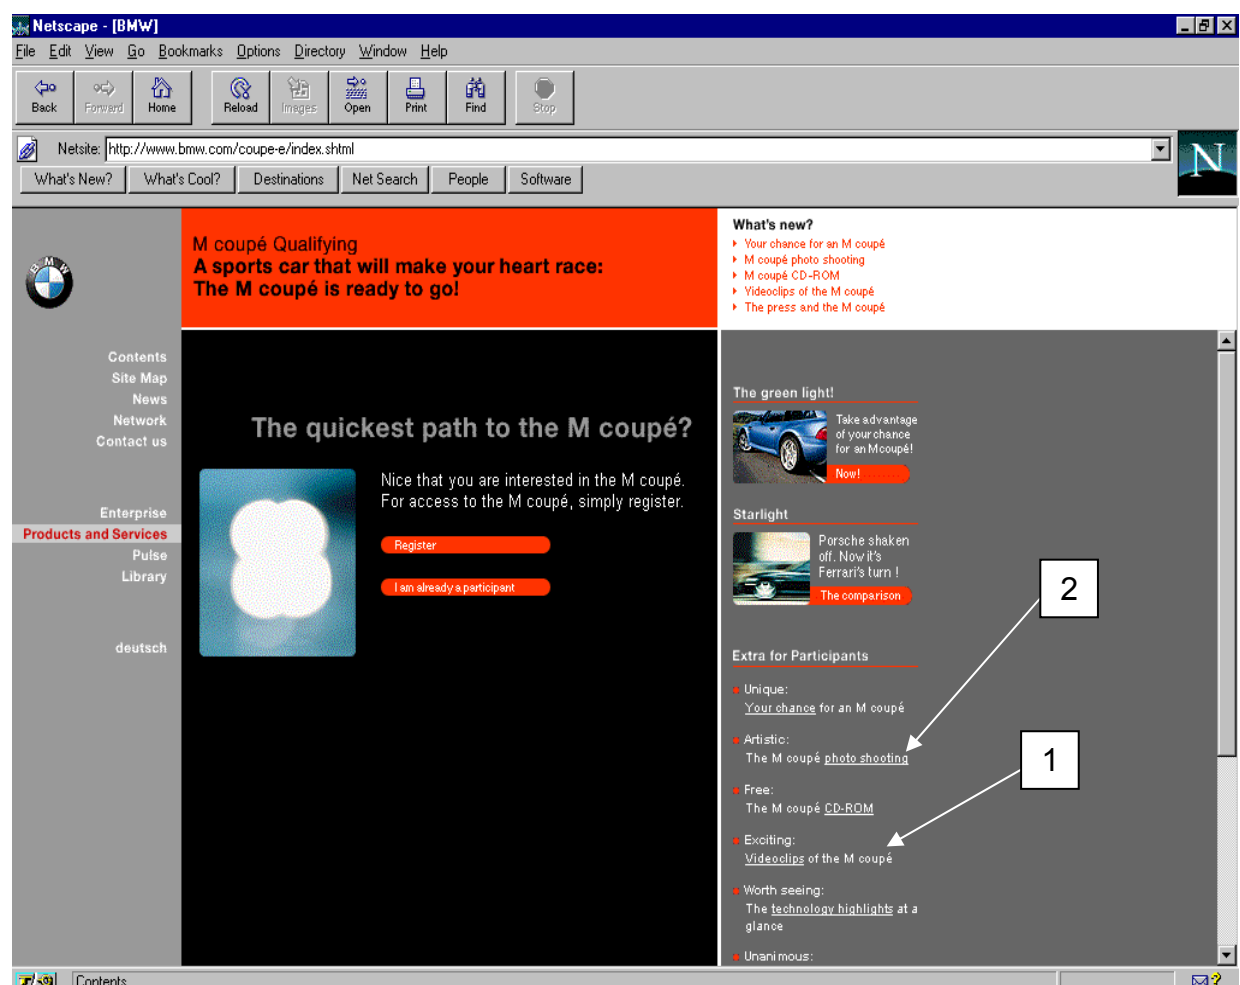 Netscape - [BMW]
File Edit View Go Bookmarks Options Directory Window Help
Back Forward Home Reload Images Open Print Find Stop
Netsite: http://www.bmw.com/coupe-e/index.shtml
What's New? What's Cool? Destinations Net Search People Software
N
BMW
M coupé Qualifying
A sports car that will make your heart race:
The M coupé is ready to go!
What's new?
Your chance for an M coupé
M coupé photo shooting
M coupé CD-ROM
Videoclips of the M coupé
The press and the M coupé
Contents
Site Map
News
Network
Contact us
Enterprise
Products and Services
Pulse
Library
deutsch
The quickest path to the M coupé?
Nice that you are interested in the M coupé.
For access to the M coupé, simply register.
Register
I am already a participant
The green light!
Take advantage
of your chance
for an Mcoupé!
Now!
Starlight
Porsche shaken
off. Now it's
Ferrari's turn !
The comparison
2
Extra for Participants
Unique:
Your chance for an M coupé
Artistic:
The M coupé photo shooting
1
Free:
The M coupé CD-ROM
Exciting:
Videoclips of the M coupé
Worth seeing:
The technology highlights at a
glance
Unanimous:
Contents